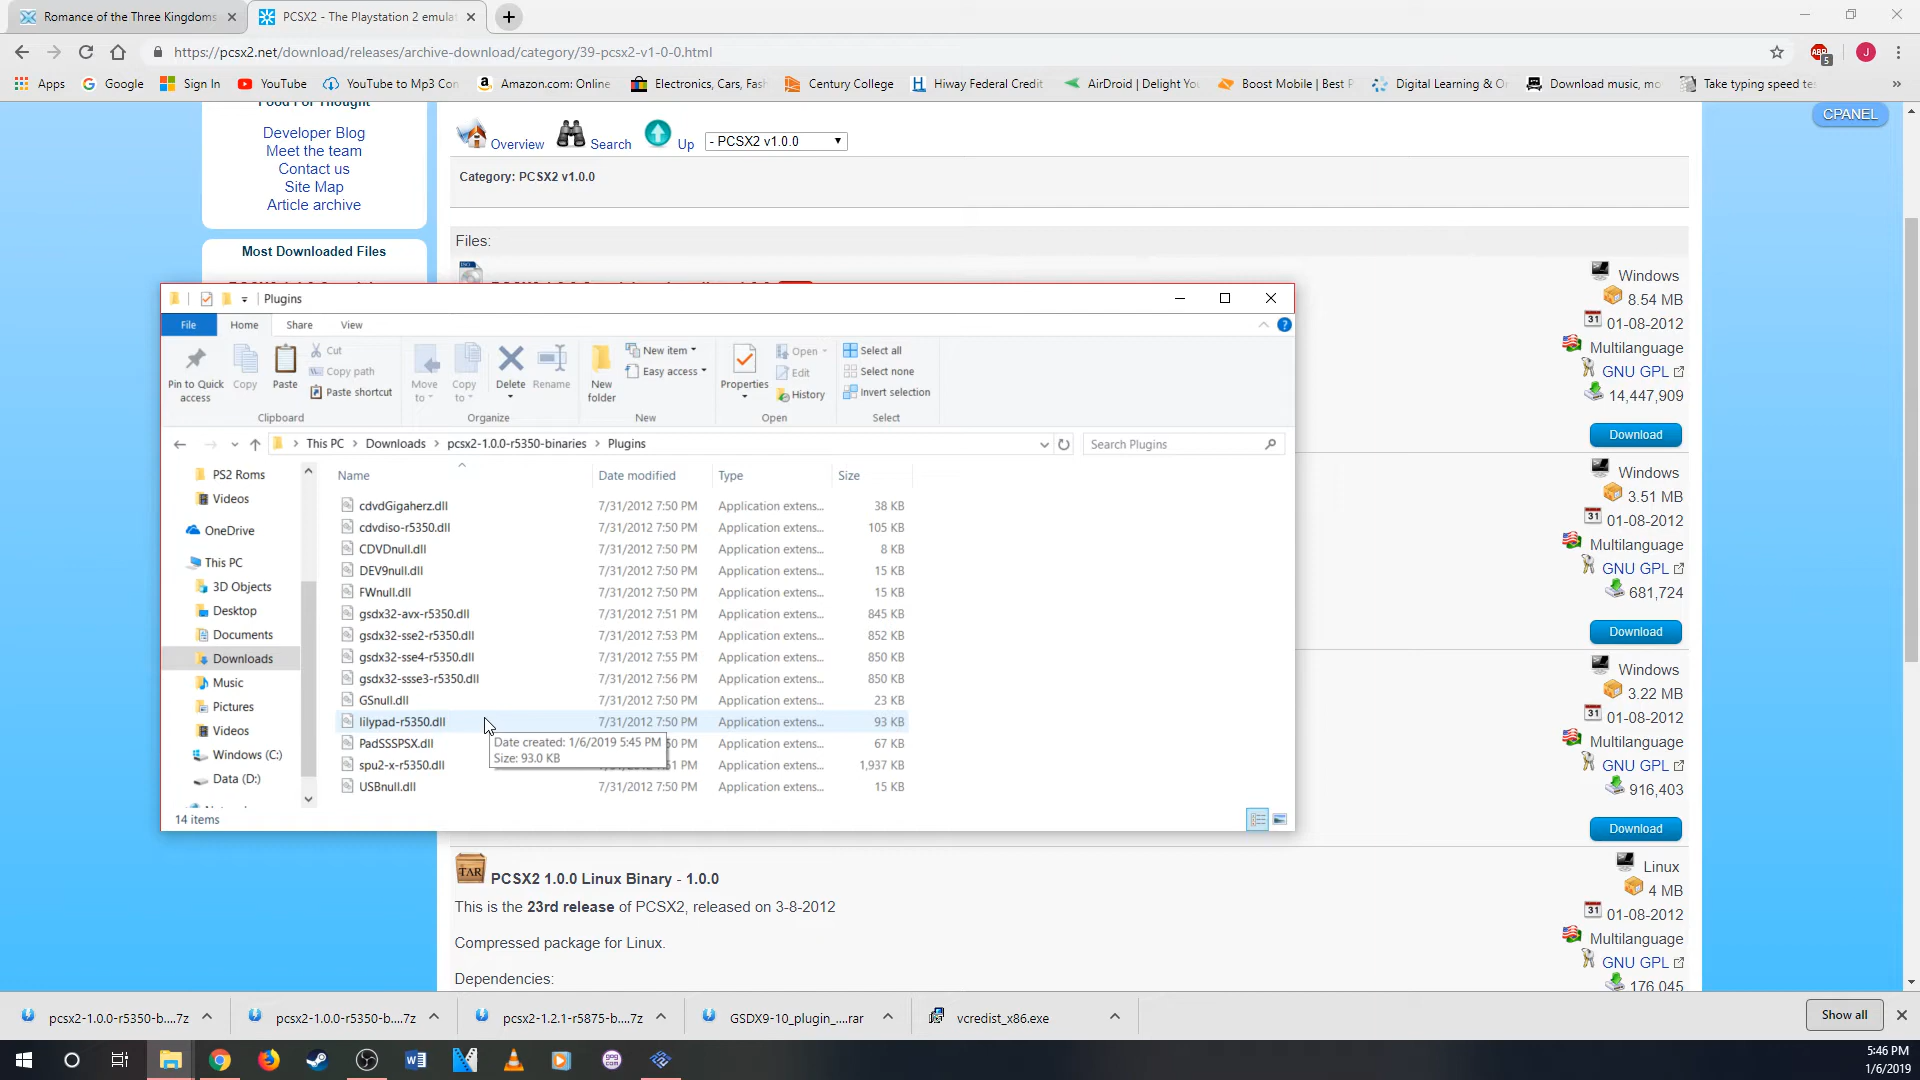 Romance of the Three Kingdoms
PCSX2 - The Playstation 2 emulat
https://pcsx2.net/download/releases/archive-download/category/39-pcsx2-v1-0-0.html
ABP
5
J
Apps
Google
Sign In
YouTube
YouTube to Mp3 Con
Amazon.com: Online
Electronics, Cars, Fash
Century College
Hiway Federal Credit
AirDroid | Delight You
Boost Mobile | Best P
Digital Learning & On
Download music, mo
Take typing speed tes
»
Food For Thought
Developer Blog
Meet the team
Contact us
Site Map
Article archive
Most Downloaded Files
Overview
Search
Up
- PCSX2 v1.0.0
CPANEL
Category: PCSX2 v1.0.0
Files:
Windows
8.54 MB
31 01-08-2012
Multilanguage
GNU GPL
14,447,909
Download
Windows
3.51 MB
31 01-08-2012
Multilanguage
GNU GPL
681,724
Download
Windows
3.22 MB
31 01-08-2012
Multilanguage
GNU GPL
916,403
Download
Plugins
File
Home
Share
View
Pin to Quick access
Copy
Paste
Cut
Copy path
Paste shortcut
Clipboard
Move to
Copy to
Delete
Rename
Organize
New folder
New item
Easy access
New
Properties
Open
Edit
History
Open
Select all
Select none
Invert selection
Select
This PC > Downloads > pcsx2-1.0.0-r5350-binaries > Plugins
Search Plugins
PS2 Roms
Videos
OneDrive
This PC
3D Objects
Desktop
Documents
Downloads
Music
Pictures
Videos
Windows (C:)
Data (D:)
Name Date modified Type Size
cdvdGigaherz.dll 7/31/2012 7:50 PM Application extens... 38 KB
cdvdiso-r5350.dll 7/31/2012 7:50 PM Application extens... 105 KB
CDVDnull.dll 7/31/2012 7:50 PM Application extens... 8 KB
DEV9null.dll 7/31/2012 7:50 PM Application extens... 15 KB
FWnull.dll 7/31/2012 7:50 PM Application extens... 15 KB
gsdx32-avx-r5350.dll 7/31/2012 7:51 PM Application extens... 845 KB
gsdx32-sse2-r5350.dll 7/31/2012 7:53 PM Application extens... 852 KB
gsdx32-sse4-r5350.dll 7/31/2012 7:55 PM Application extens... 850 KB
gsdx32-ssse3-r5350.dll 7/31/2012 7:56 PM Application extens... 850 KB
GSnull.dll 7/31/2012 7:50 PM Application extens... 23 KB
lilypad-r5350.dll 7/31/2012 7:50 PM Application extens... 93 KB
PadSSSPSX.dll 50 PM Application extens... 67 KB
spu2-x-r5350.dll 51 PM Application extens... 1,937 KB
USBnull.dll 7/31/2012 7:50 PM Application extens... 15 KB
Date created: 1/6/2019 5:45 PM
Size: 93.0 KB
14 items
TAR
PCSX2 1.0.0 Linux Binary - 1.0.0
This is the 23rd release of PCSX2, released on 3-8-2012
Compressed package for Linux.
Dependencies:
Linux
4 MB
31 01-08-2012
Multilanguage
GNU GPL
176,045
pcsx2-1.0.0-r5350-b....7z
pcsx2-1.0.0-r5350-b....7z
pcsx2-1.2.1-r5875-b....7z
GSDX9-10_plugin_....rar
vcredist_x86.exe
Show all
5:46 PM
1/6/2019